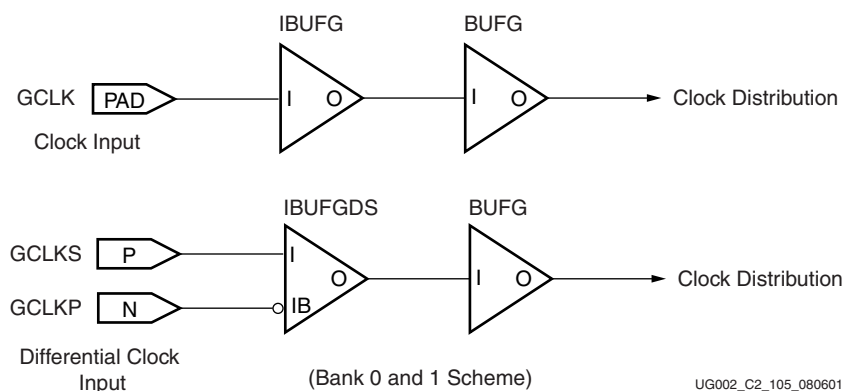 IBUFG
BUFG
GCLK
PAD
I
O
I
O
Clock Distribution
Clock Input
IBUFGDS
BUFG
GCLKS
P
I
O
I
O
Clock Distribution
GCLKP
N
IB
Differential Clock
Input
(Bank 0 and 1 Scheme)
UG002_C2_105_080601